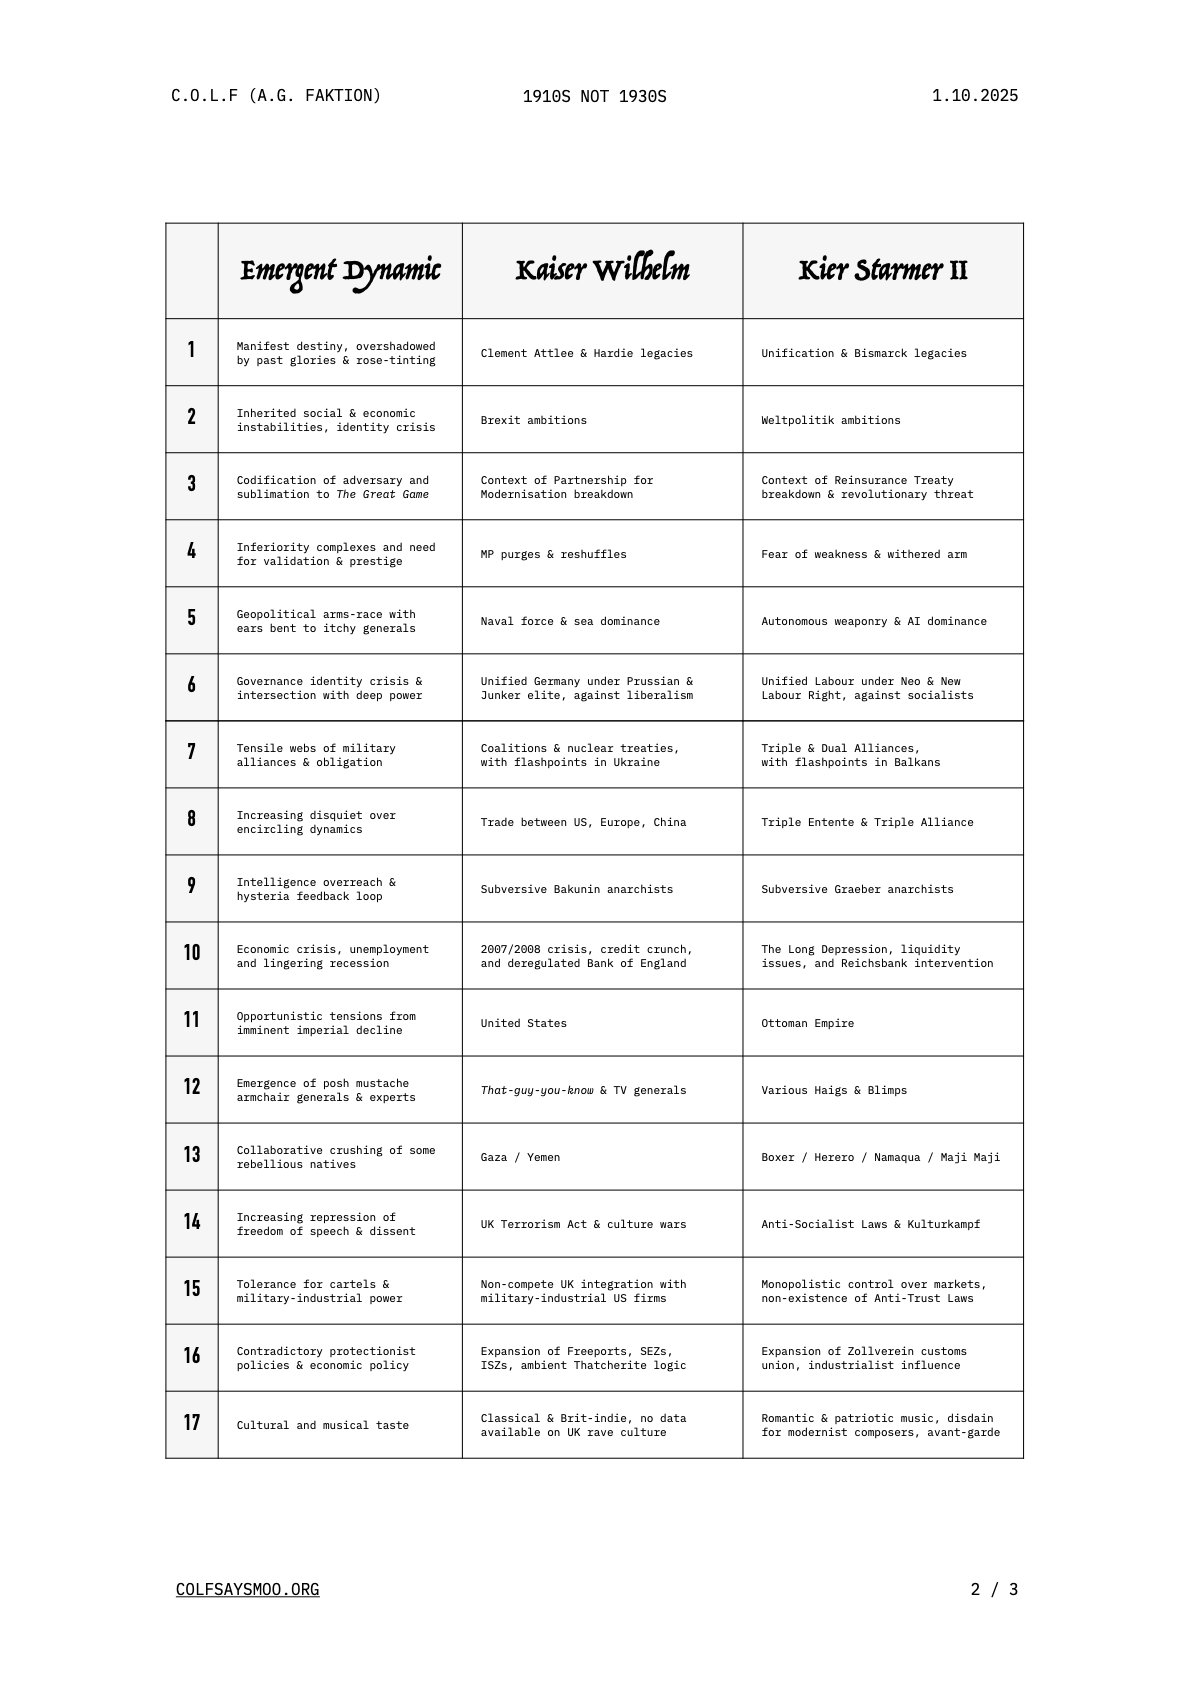 C.O.L.F (A.G. FAKTION)
1910S NOT 1930S
1.10.2025
Emergent Dynamic
Kaiser Wilhelm
Kier Starmer II
1
Manifest destiny, overshadowed
by past glories & rose-tinting
Clement Attlee & Hardie legacies
Unification & Bismarck legacies
2
Inherited social & economic
instabilities, identity crisis
Brexit ambitions
Weltpolitik ambitions
3
Codification of adversary and
sublimation to The Great Game
Context of Partnership for
Modernisation breakdown
Context of Reinsurance Treaty
breakdown & revolutionary threat
4
Inferiority complexes and need
for validation & prestige
MP purges & reshuffles
Fear of weakness & withered arm
5
Geopolitical arms-race with
ears bent to itchy generals
Naval force & sea dominance
Autonomous weaponry & AI dominance
6
Governance identity crisis &
intersection with deep power
Unified Germany under Prussian &
Junker elite, against liberalism
Unified Labour under Neo & New
Labour Right, against socialists
7
Tensile webs of military
alliances & obligation
Coalitions & nuclear treaties,
with flashpoints in Ukraine
Triple & Dual Alliances,
with flashpoints in Balkans
8
Increasing disquiet over
encircling dynamics
Trade between US, Europe, China
Triple Entente & Triple Alliance
9
Intelligence overreach &
hysteria feedback loop
Subversive Bakunin anarchists
Subversive Graeber anarchists
10
Economic crisis, unemployment
and lingering recession
2007/2008 crisis, credit crunch,
and deregulated Bank of England
The Long Depression, liquidity
issues, and Reichsbank intervention
11
Opportunistic tensions from
imminent imperial decline
United States
Ottoman Empire
12
Emergence of posh mustache
armchair generals & experts
That-guy-you-know & TV generals
Various Haigs & Blimps
13
Collaborative crushing of some
rebellious natives
Gaza / Yemen
Boxer / Herero / Namaqua / Maji Maji
14
Increasing repression of
freedom of speech & dissent
UK Terrorism Act & culture wars
Anti-Socialist Laws & Kulturkampf
15
Tolerance for cartels &
military-industrial power
Non-compete UK integration with
military-industrial US firms
Monopolistic control over markets,
non-existence of Anti-Trust Laws
16
Contradictory protectionist
policies & economic policy
Expansion of Freeports, SEZs,
ISZs, ambient Thatcherite logic
Expansion of Zollverein customs
union, industrialist influence
17
Cultural and musical taste
Classical & Brit-indie, no data
available on UK rave culture
Romantic & patriotic music, disdain
for modernist composers, avant-garde
COLFSAYSMOO.ORG
2 / 3